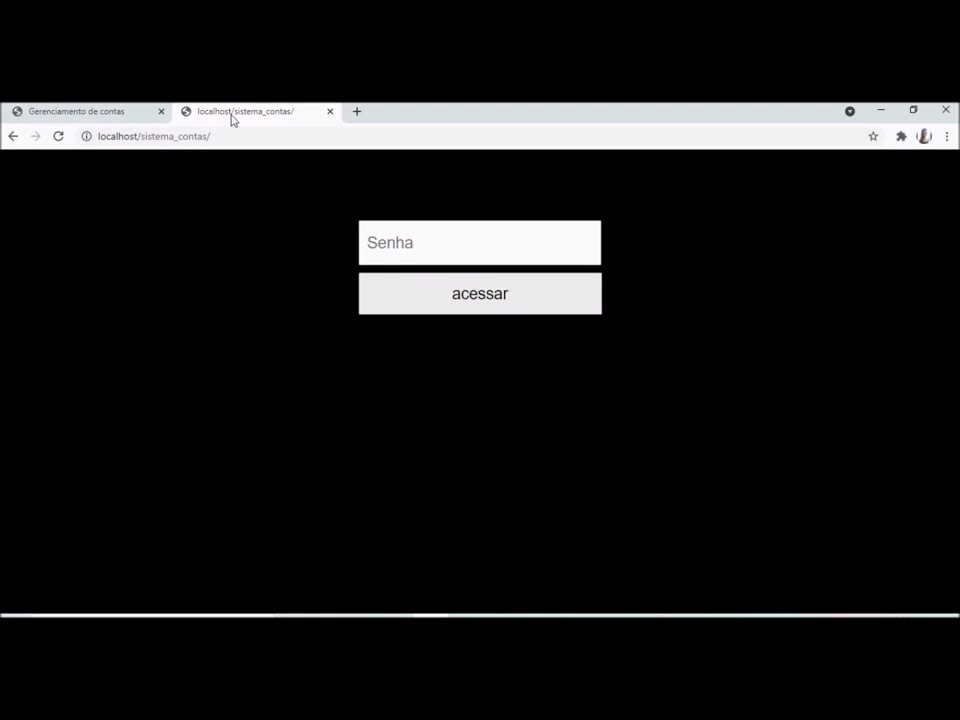 Gerenciamento de contas
localhost/sistema_contas/
localhost/sistema_contas/
Senha
acessar